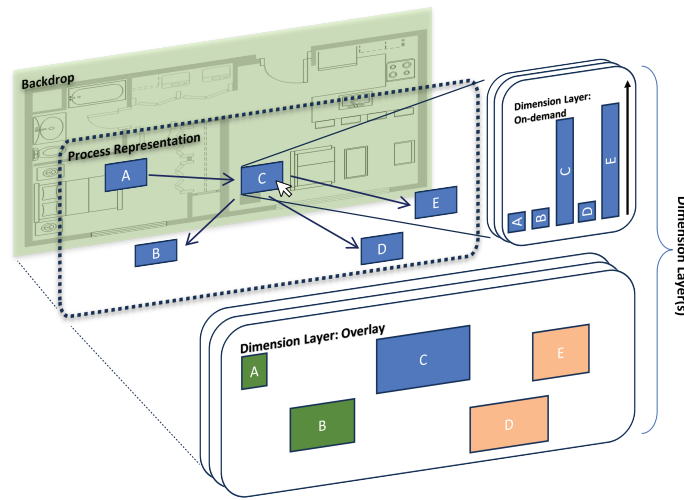 Backdrop
Process Representation
A
C
E
B
D
Dimension Layer:
On-demand
A
B
C
D
E
Dimension Layer(s)
Dimension Layer: Overlay
A
C
E
B
D